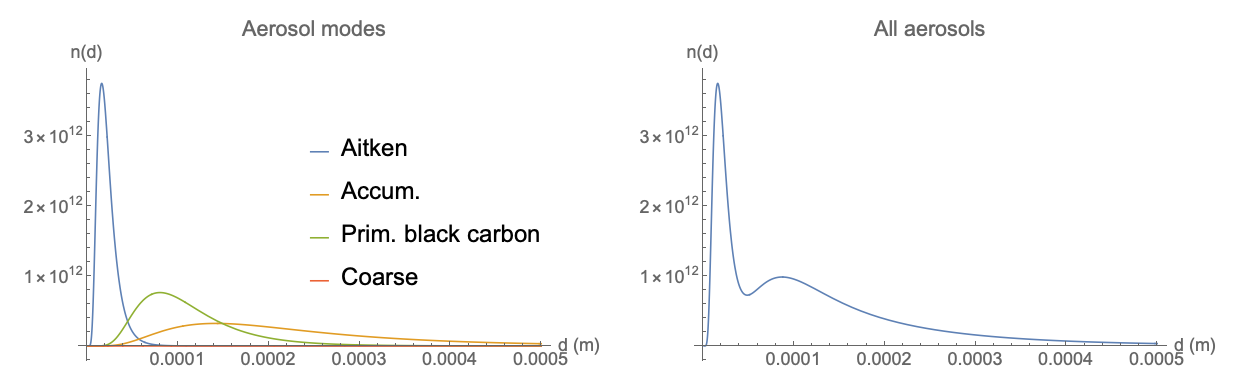 Aerosol modes
n(d)
3×10¹²
2×10¹²
1×10¹²
Aitken
Accum.
Prim. black carbon
Coarse
0.0001
0.0002
0.0003
0.0004
0.0005
d (m)
All aerosols
n(d)
3×10¹²
2×10¹²
1×10¹²
0.0001
0.0002
0.0003
0.0004
0.0005
d (m)